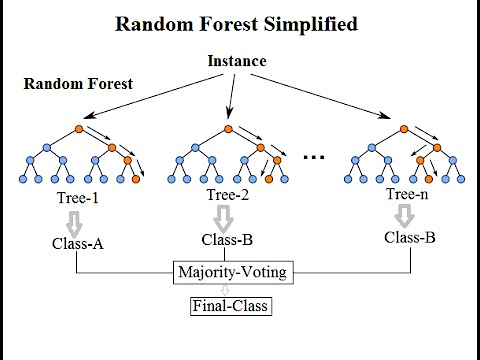 Random Forest Simplified
Instance
Random Forest
...
Tree-1
Tree-2
Tree-n
Class-A
Class-B
Class-B
Majority-Voting
Final-Class